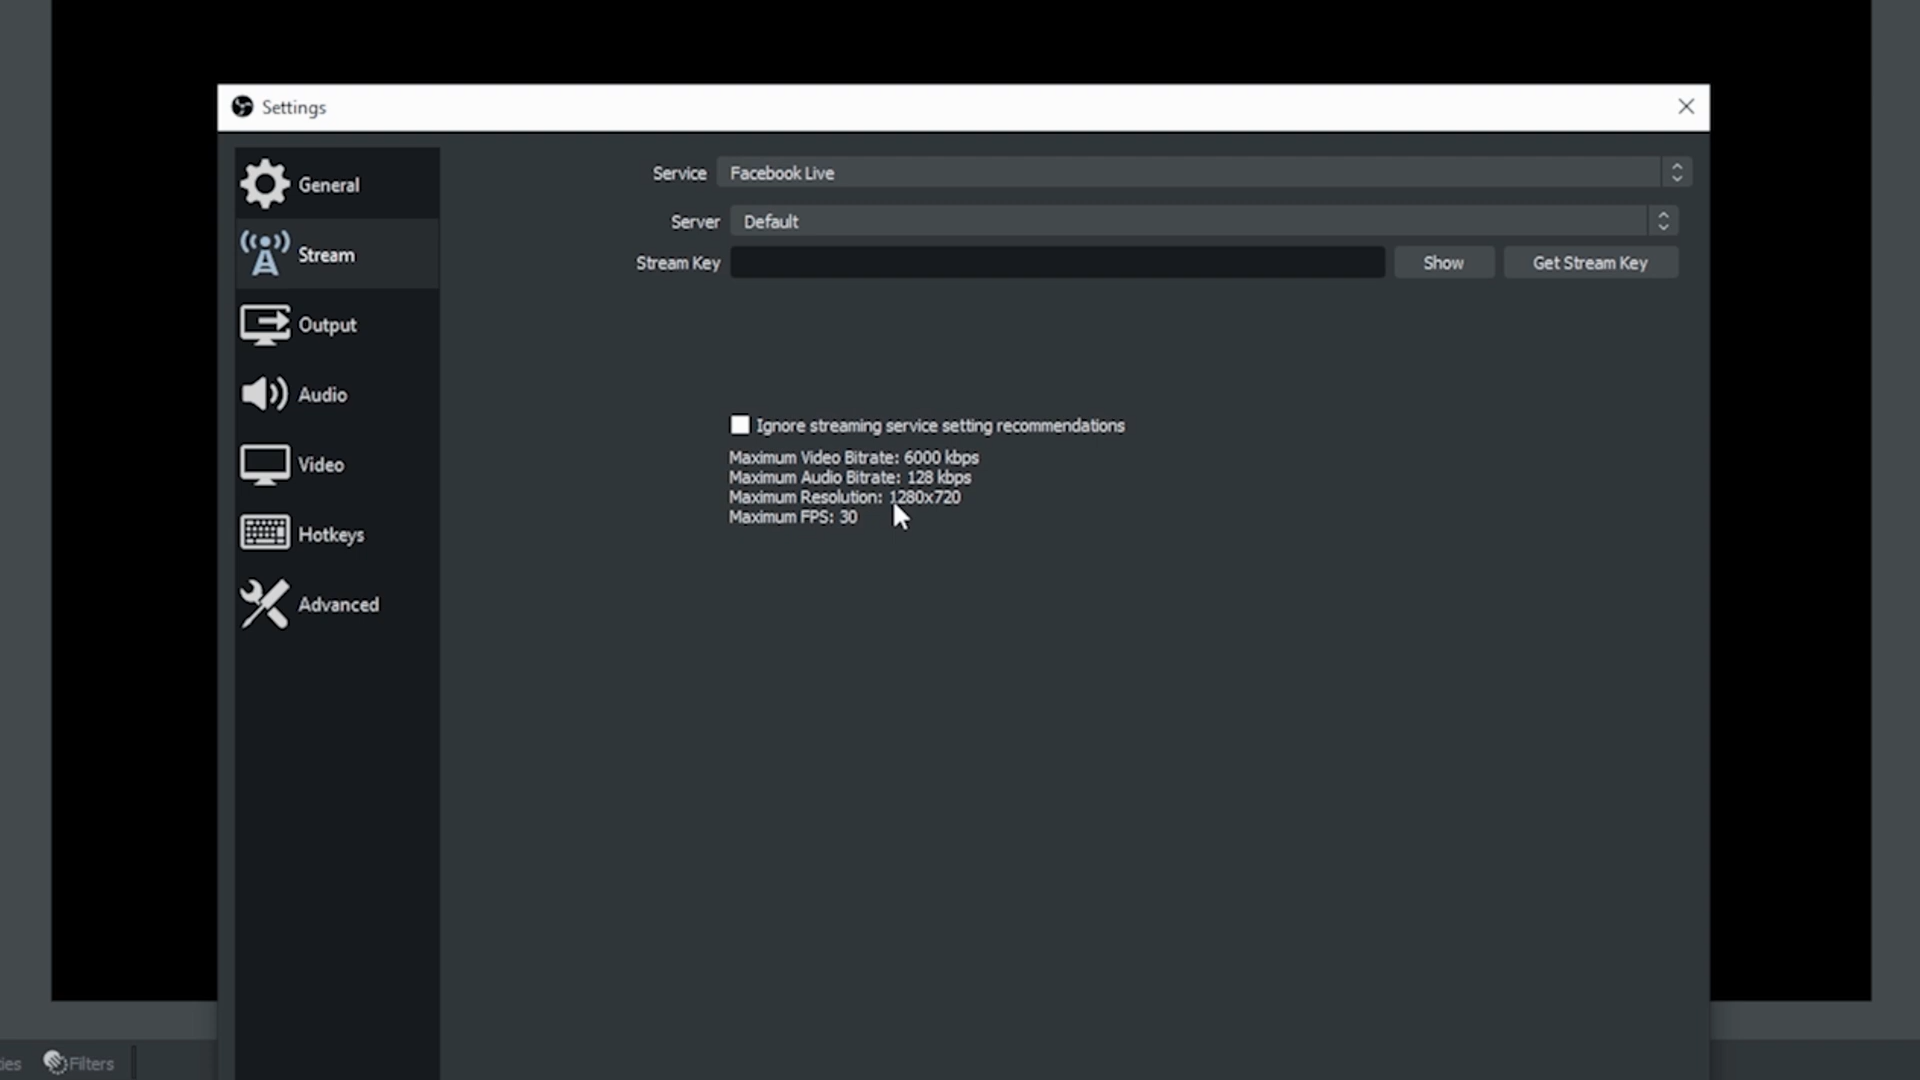 Settings
General
Stream
Output
Audio
Video
Hotkeys
Advanced
Service Facebook Live
Server Default
Stream Key Show Get Stream Key
Ignore streaming service setting recommendations
Maximum Video Bitrate: 6000 kbps
Maximum Audio Bitrate: 128 kbps
Maximum Resolution: 1280x720
Maximum FPS: 30
Filters